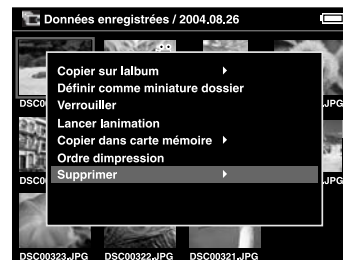 Données enregistrées / 2004.08.26
Copier sur lalbum
Définir comme miniature dossier
Verrouiller
Lancer lanimation
Copier dans carte mémoire
Ordre dimpression
Supprimer
DSC0
.JPG
DSC0
.JPG
DSC00323.JPG DSC00322.JPG DSC00321.JPG